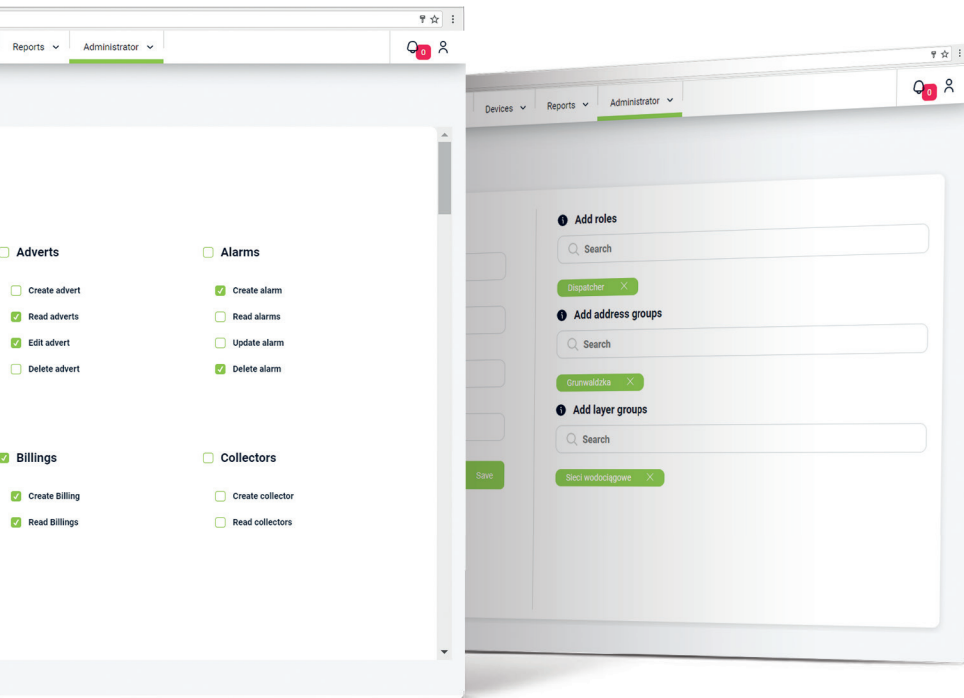 Reports
Administrator
0
Adverts
Create advert
Read adverts
Edit advert
Delete advert
Alarms
Create alarm
Read alarms
Update alarm
Delete alarm
Billings
Create Billing
Read Billings
Collectors
Create collector
Read collectors
Devices
Reports
Administrator
0
Add roles
Search
Dispatcher X
Add address groups
Search
Grunwaldzka X
Add layer groups
Search
Sieci wodociągowe X
Save